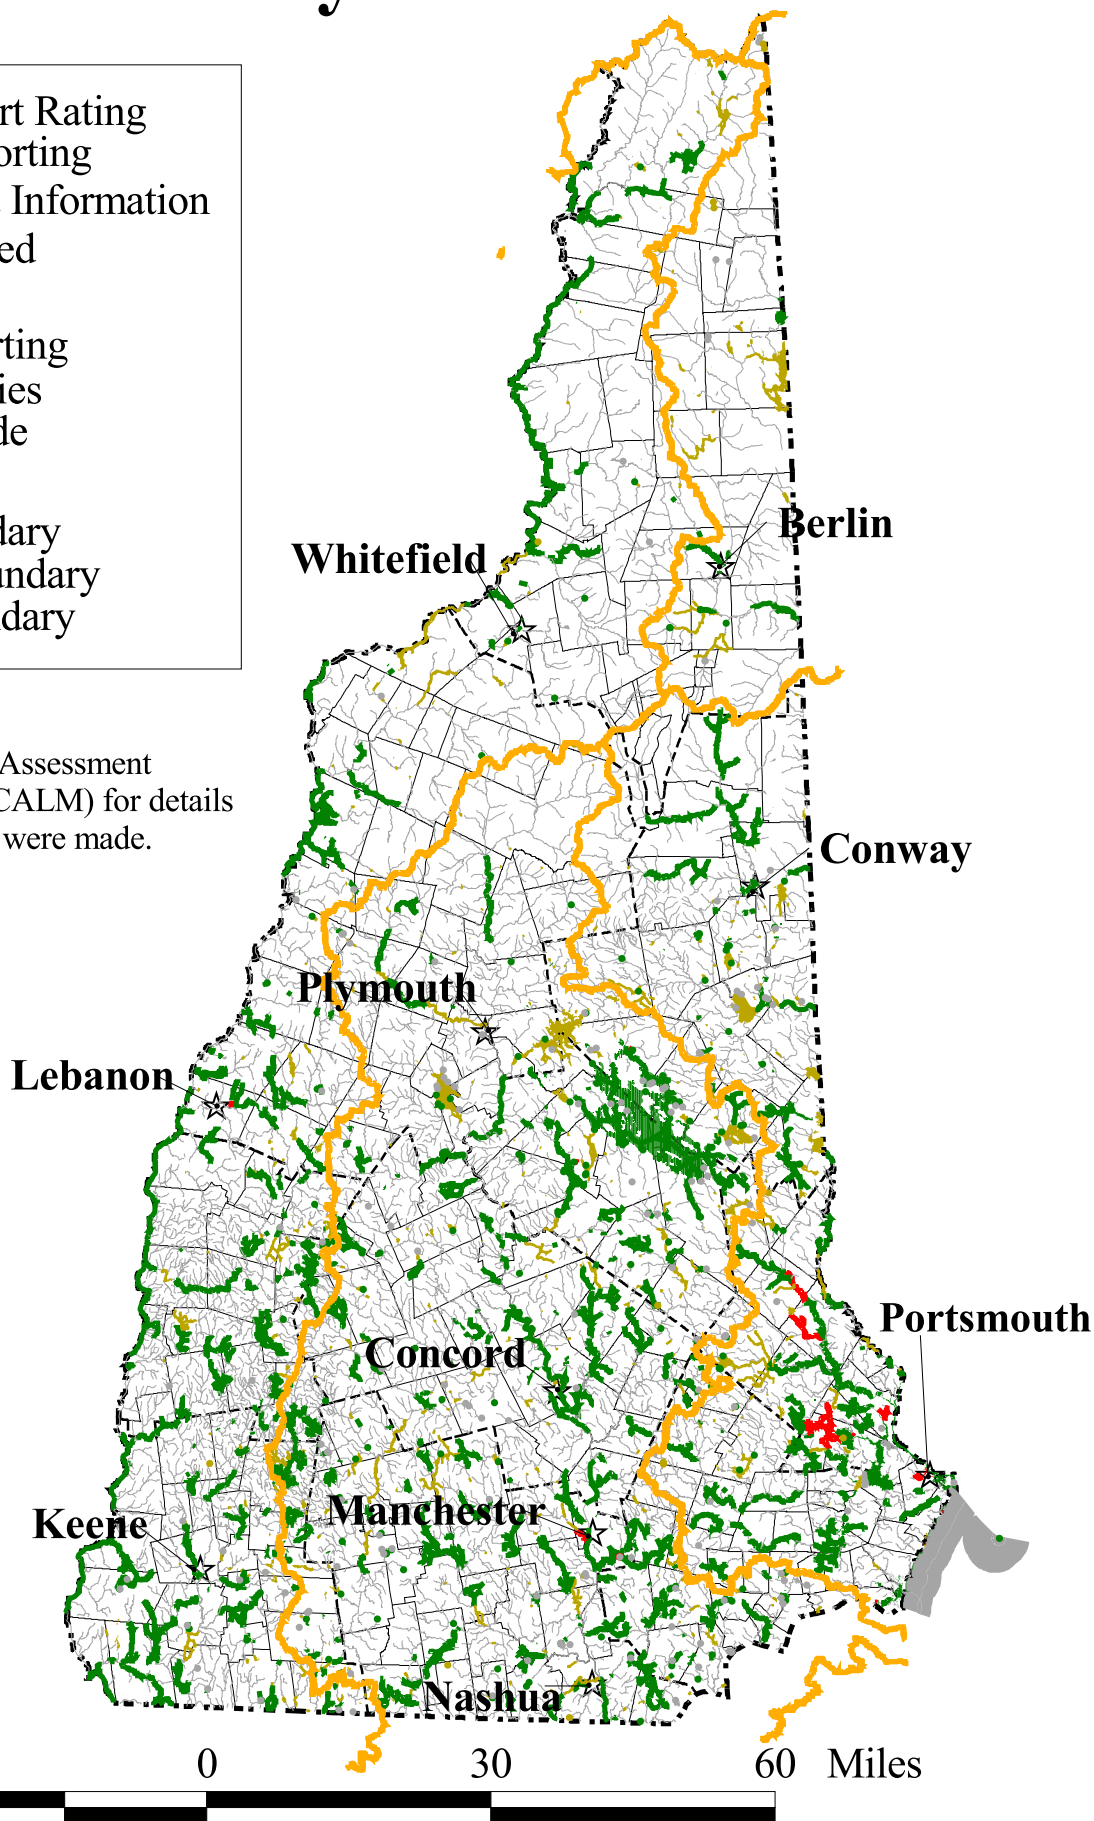 y
rt Rating
orting
Information
ed
rting
ies
de
dary
undary
dary
Assessment
CALM) for details
were made.
Berlin
Whitefield
Conway
Plymouth
Lebanon
Portsmouth
Concord
Manchester
Keene
Nashua
0 30 60 Miles